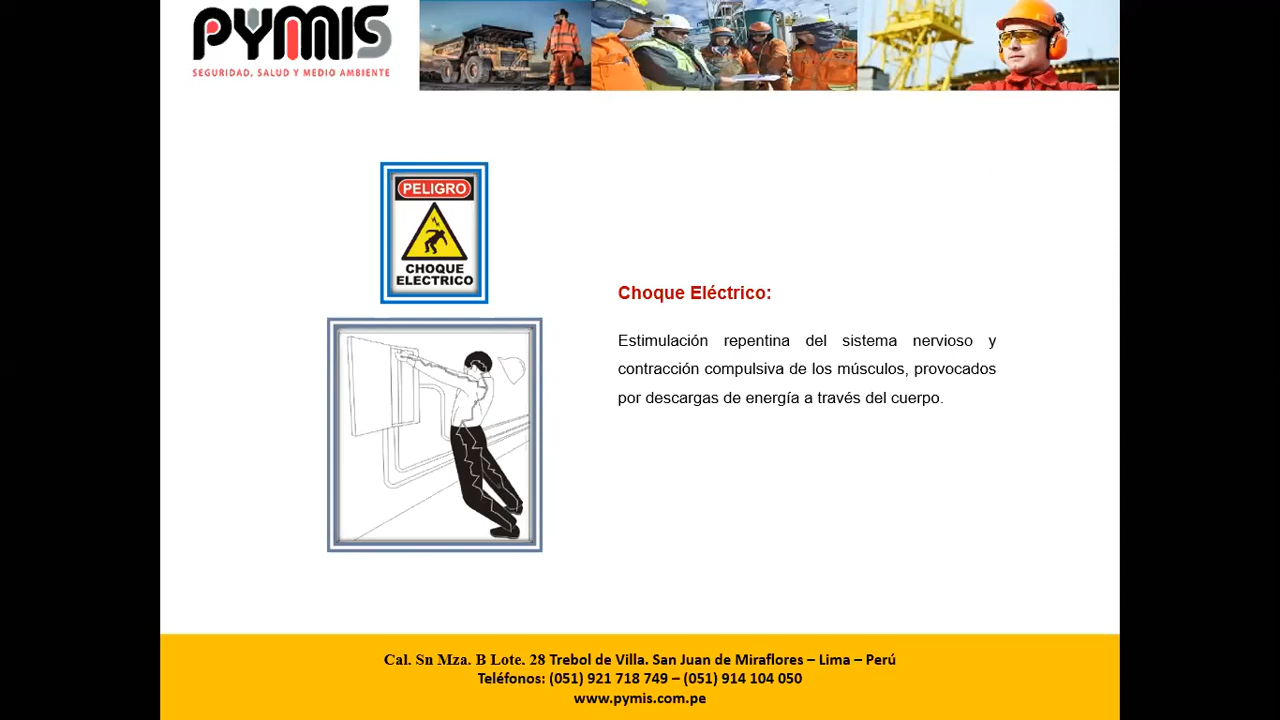 PYMIS
SEGURIDAD, SALUD Y MEDIO AMBIENTE
PELIGRO
CHOQUE
ELECTRICO
Choque Eléctrico:
Estimulación repentina del sistema nervioso y
contracción compulsiva de los músculos, provocados
por descargas de energía a través del cuerpo.
Cal. Sn Mza. B Lote. 28 Trebol de Villa. San Juan de Miraflores – Lima – Perú
Teléfonos: (051) 921 718 749 – (051) 914 104 050
www.pymis.com.pe